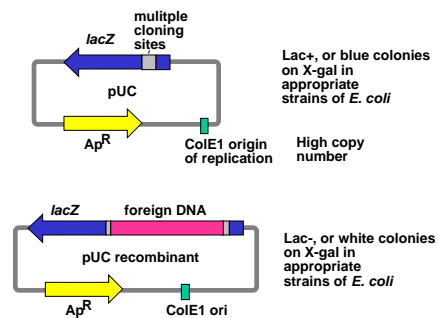 mulitple
cloning
sites
lacZ
pUC
Ap^R
ColE1 origin
of replication
Lac+, or blue colonies
on X-gal in
appropriate
strains of E. coli
High copy
number
lacZ
foreign DNA
pUC recombinant
Ap^R
ColE1 ori
Lac-, or white colonies
on X-gal in
appropriate
strains of E. coli